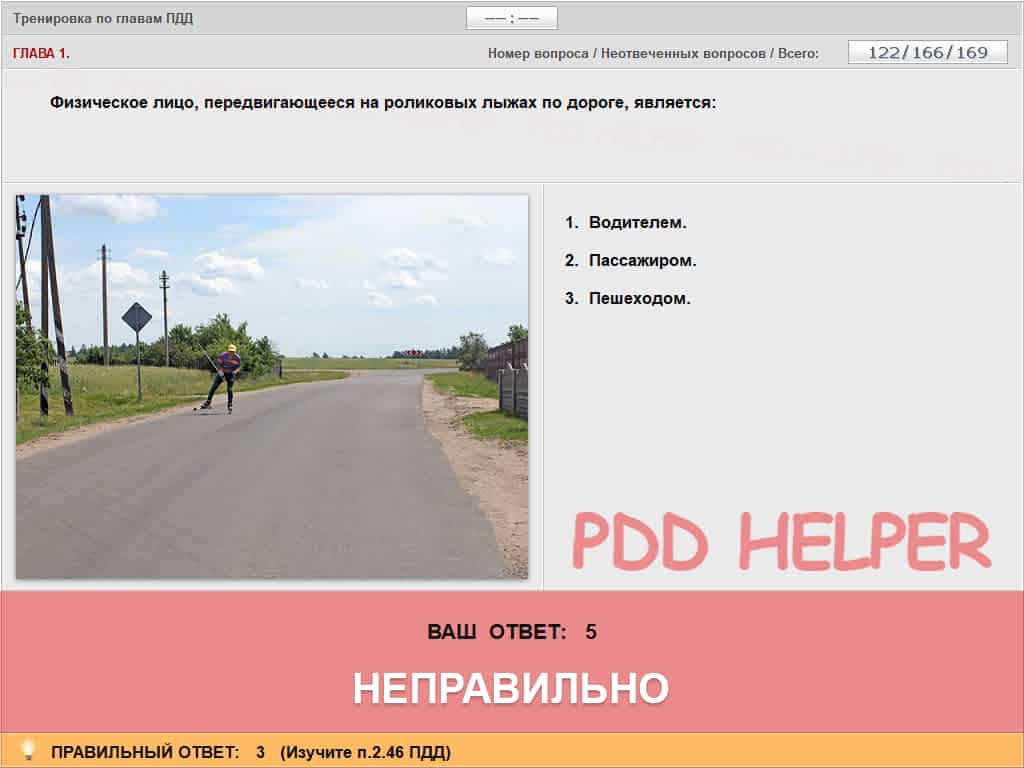 Тренировка по главам ПДД
—— : ——
ГЛАВА 1.
Номер вопроса / Неотвеченных вопросов / Всего:
122/166/169
Физическое лицо, передвигающееся на роликовых лыжах по дороге, является:
1. Водителем.
2. Пассажиром.
3. Пешеходом.
PDD HELPER
ВАШ ОТВЕТ: 5
НЕПРАВИЛЬНО
ПРАВИЛЬНЫЙ ОТВЕТ: 3 (Изучите п.2.46 ПДД)